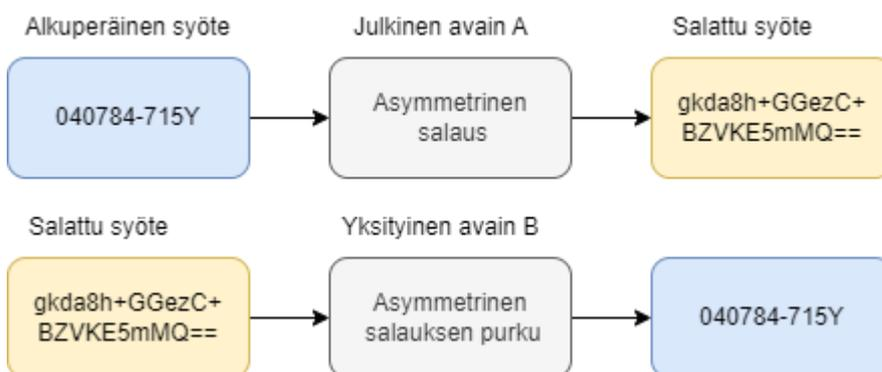 Alkuperäinen syöte
Julkinen avain A
Salattu syöte
040784-715Y
Asymmetrinen
salaus
gkda8h+GGezC+
BZVKE5mMQ==
Salattu syöte
Yksityinen avain B
gkda8h+GGezC+
BZVKE5mMQ==
Asymmetrinen
salauksen purku
040784-715Y